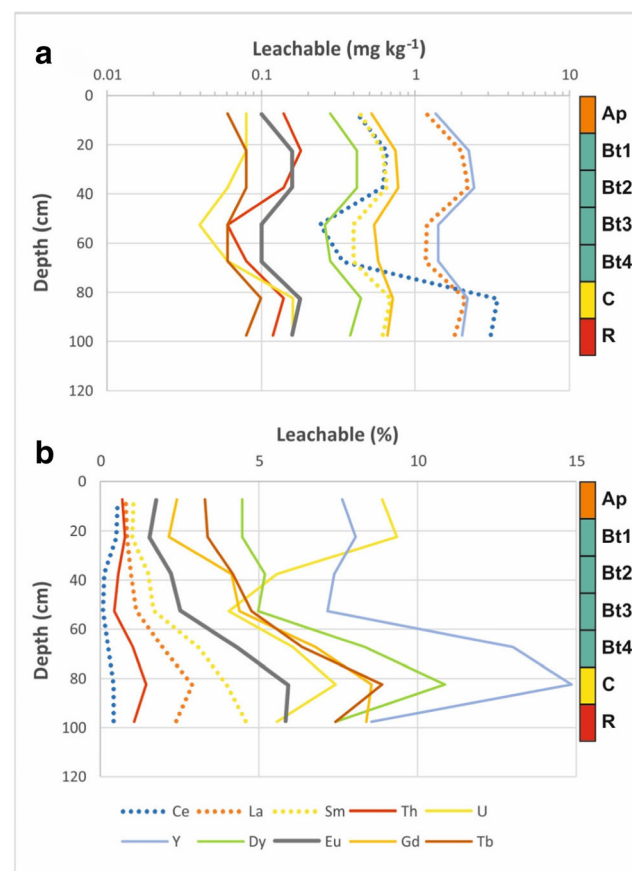 a
Leachable (mg kg⁻¹)
0.01 0.1 1 10
0
20
40
60
80
100
120
Depth (cm)
Ap
Bt1
Bt2
Bt3
Bt4
C
R
b
Leachable (%)
0 5 10 15
0
20
40
60
80
100
120
Depth (cm)
Ap
Bt1
Bt2
Bt3
Bt4
C
R
Ce La Sm Th U
Y Dy Eu Gd Tb